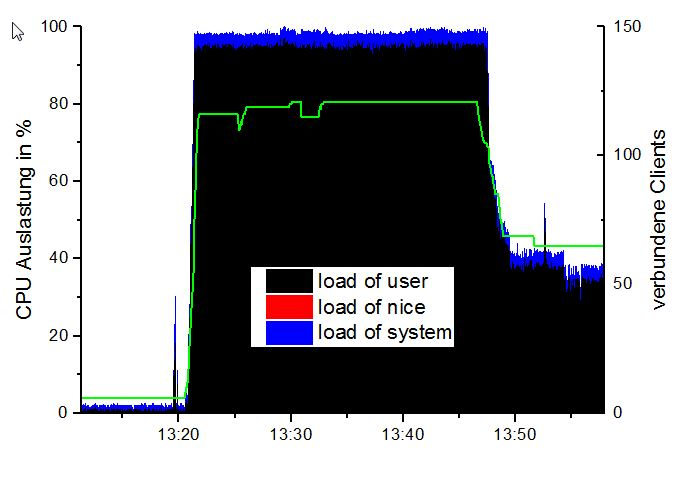 100
80
60
40
20
0
CPU Auslastung in %
150
100
50
0
verbundene Clients
load of user
load of nice
load of system
13:20 13:30 13:40 13:50